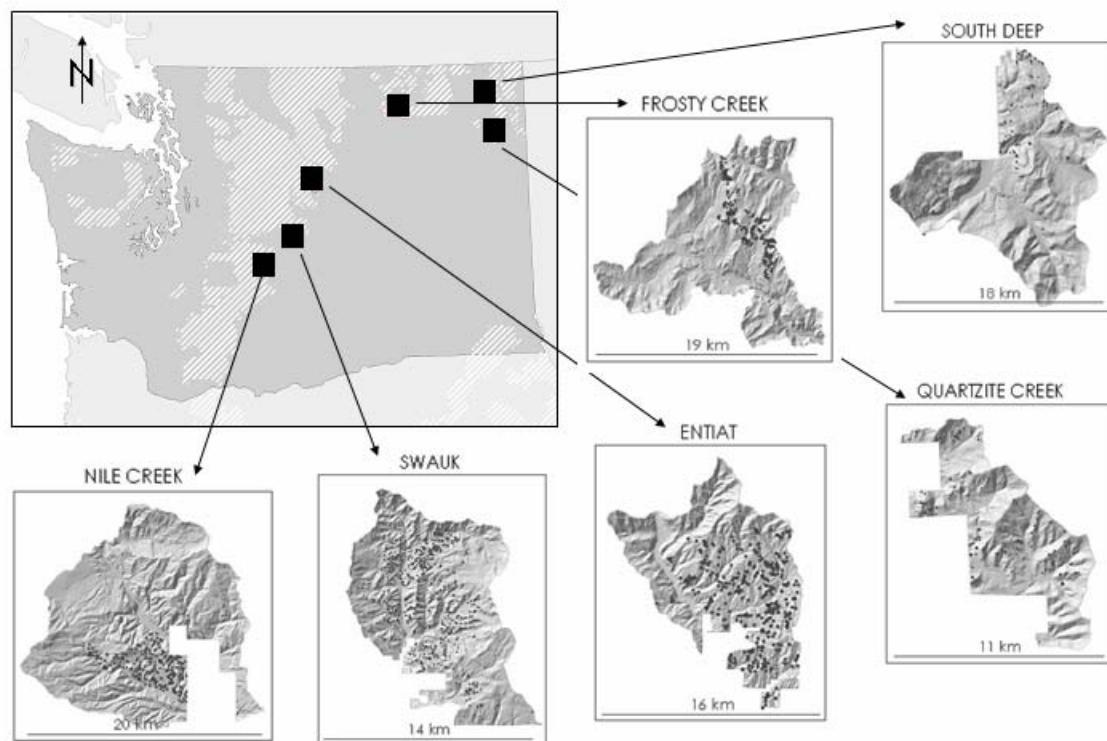 N
SOUTH DEEP
FROSTY CREEK
18 km
19 km
QUARTZITE CREEK
ENTIAT
SWAUK
NILE CREEK
11 km
16 km
14 km
20 km